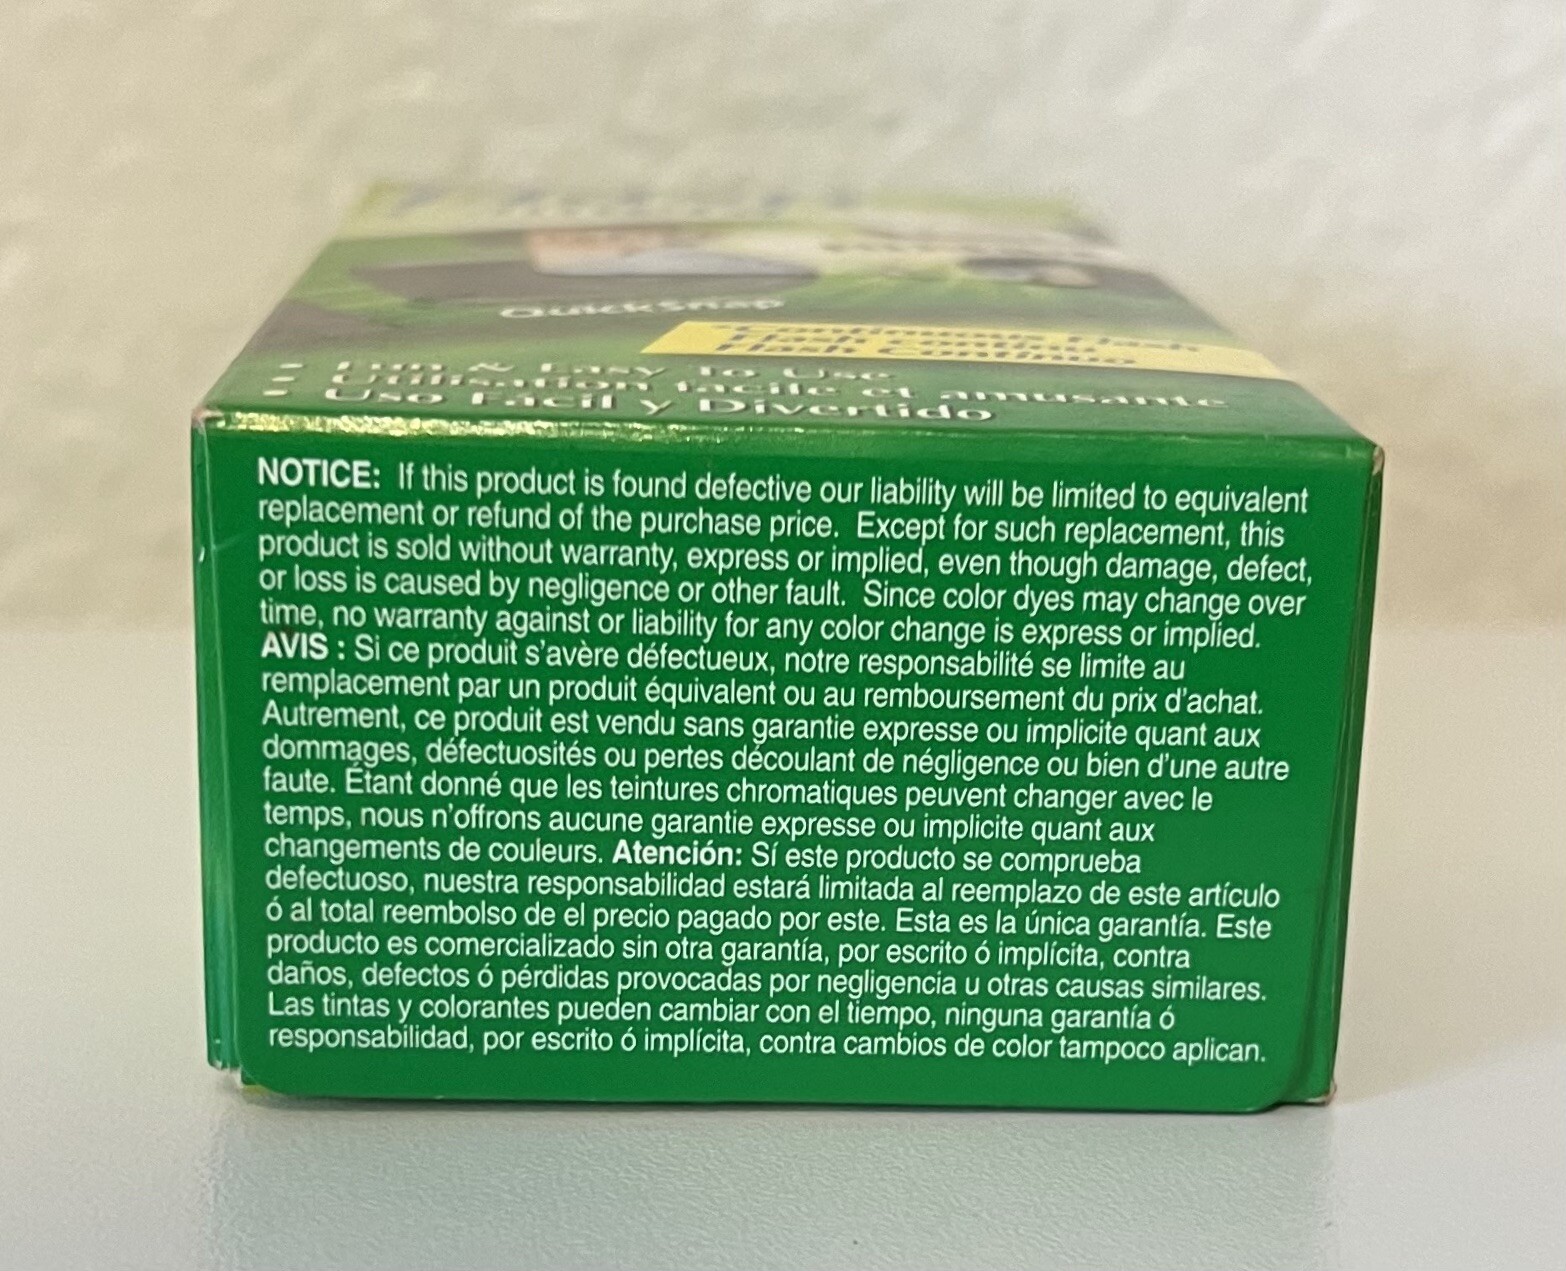 QuickSnap
Continuous Flash
Flash continu
Flash Continuo
• Fun & Easy To Use
• Utilisation facile et amusante
• Uso Fácil y Divertido
NOTICE: If this product is found defective our liability will be limited to equivalent
replacement or refund of the purchase price. Except for such replacement, this
product is sold without warranty, express or implied, even though damage, defect,
or loss is caused by negligence or other fault. Since color dyes may change over
time, no warranty against or liability for any color change is express or implied.
AVIS : Si ce produit s'avère défectueux, notre responsabilité se limite au
remplacement par un produit équivalent ou au remboursement du prix d'achat.
Autrement, ce produit est vendu sans garantie expresse ou implicite quant aux
dommages, défectuosités ou pertes découlant de négligence ou bien d'une autre
faute. Étant donné que les teintures chromatiques peuvent changer avec le
temps, nous n'offrons aucune garantie expresse ou implicite quant aux
changements de couleurs. Atención: Sí este producto se comprueba
defectuoso, nuestra responsabilidad estará limitada al reemplazo de este artículo
ó al total reembolso de el precio pagado por este. Esta es la única garantía. Este
producto es comercializado sin otra garantía, por escrito ó implícita, contra
daños, defectos ó pérdidas provocadas por negligencia u otras causas similares.
Las tintas y colorantes pueden cambiar con el tiempo, ninguna garantía ó
responsabilidad, por escrito ó implícita, contra cambios de color tampoco aplican.